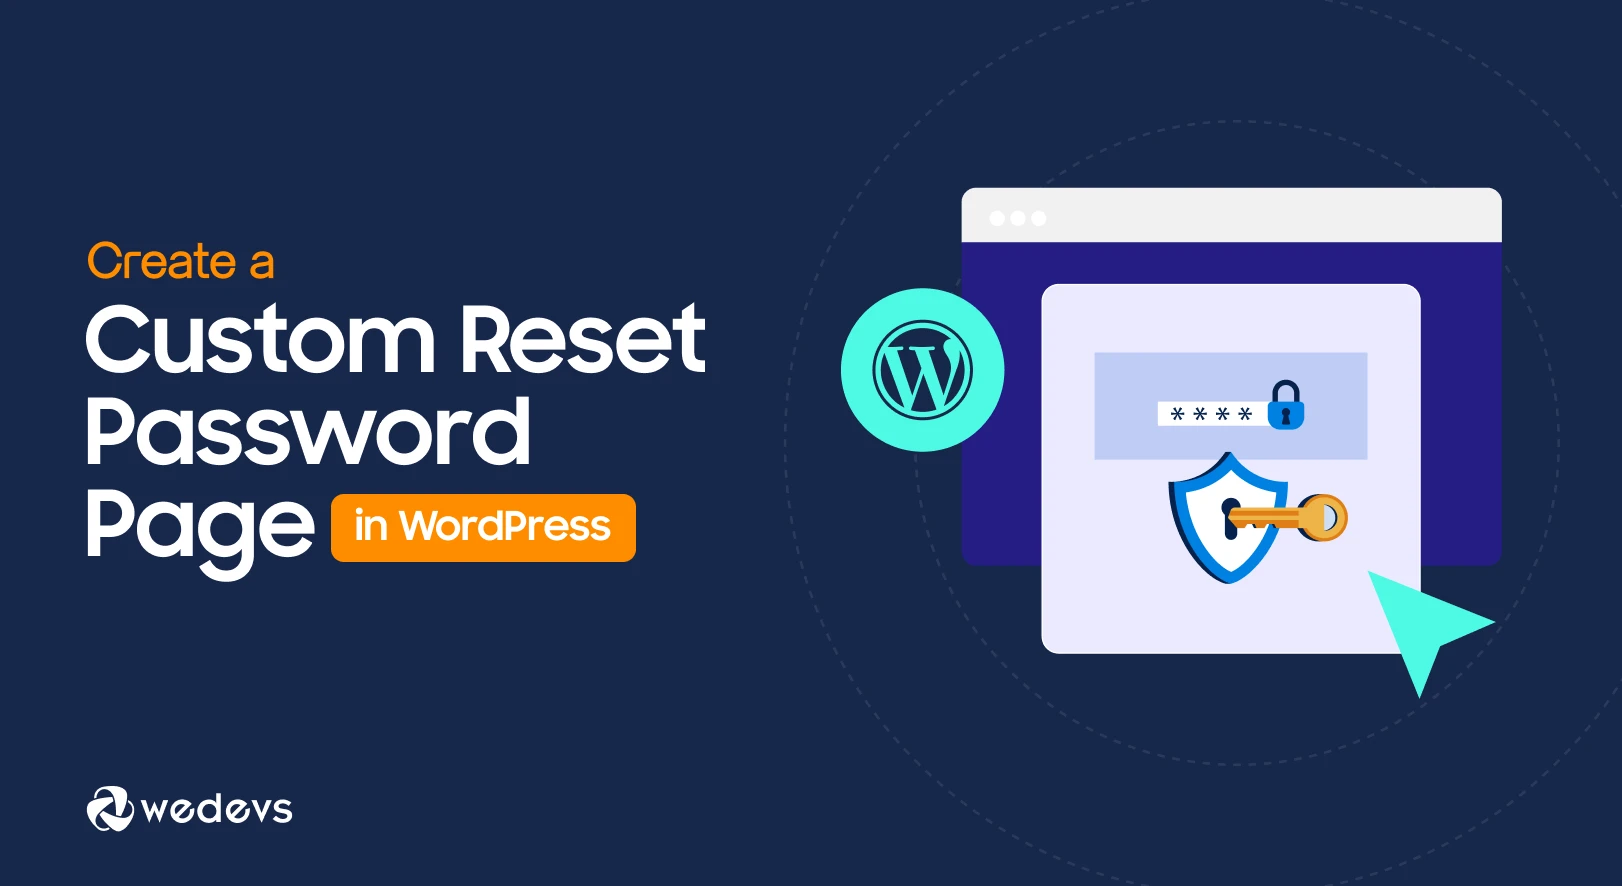 Create a
Custom Reset
Password
Page in WordPress
W
* * * *
wedevs